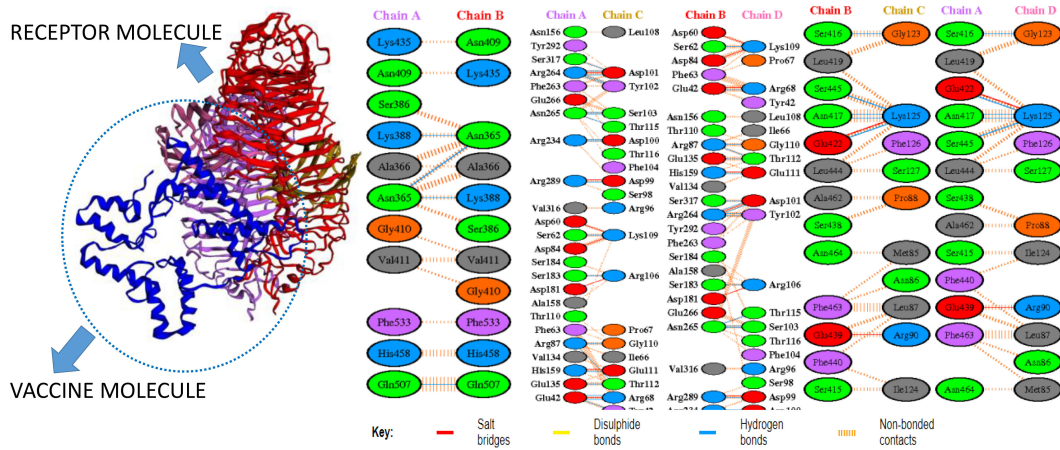 RECEPTOR MOLECULE
VACCINE MOLECULE
Chain A Chain B
Lys435 Asn409
Asn409 Lys435
Ser386
Lys388 Asn365
Ala366 Ala366
Asn365 Lys388
Gly410 Ser386
Val411 Val411
Gly410
Phe533 Phe533
His458 His458
Gln507 Gln507
Chain A Chain C
Asn156 Leu108
Tyr292
Ser317
Arg264 Asp101
Phe263 Tyr102
Glu266
Asn265 Ser103
Thr115
Arg234 Asp100
Thr116
Phe104
Arg289 Asp99
Ser98
Val316 Arg96
Asp60
Ser62 Lys109
Asp84
Ser184
Ser183 Arg106
Asp181
Ala158
Thr110
Phe63 Pro67
Arg87 Gly110
Val134 Ile66
His159 Glu111
Glu135 Thr112
Glu42 Arg68
Chain B Chain D
Asp60
Ser62 Lys109
Asp84 Pro67
Phe63
Glu42 Arg68
Tyr42
Asn156 Leu108
Thr110 Ile66
Arg87 Gly110
Glu135 Thr112
His159 Glu111
Val134
Ser317 Asp101
Arg264 Tyr102
Tyr292
Phe263
Ser184
Ala158
Ser183 Arg106
Asp181
Glu266 Thr115
Asn265 Ser103
Thr116
Phe104
Val316 Arg96
Ser98
Arg289 Asp99
Chain B Chain C
Ser416 Gly123
Leu419
Ser445
Asn417 Lys125
Glu422 Phe126
Leu444 Ser127
Ala462 Pro88
Ser438
Asn464 Met85
Asn86
Phe463 Leu87
Glu439 Arg90
Phe440
Ser415 Ile124
Chain A Chain D
Ser416 Gly123
Leu419
Glu422
Asn417 Lys125
Ser445 Phe126
Leu444 Ser127
Ser438
Ala462 Pro88
Ser415 Ile124
Phe440
Glu439 Arg90
Phe463 Leu87
Asn86
Asn464 Met85
Key: Salt bridges Disulphide bonds Hydrogen bonds Non-bonded contacts